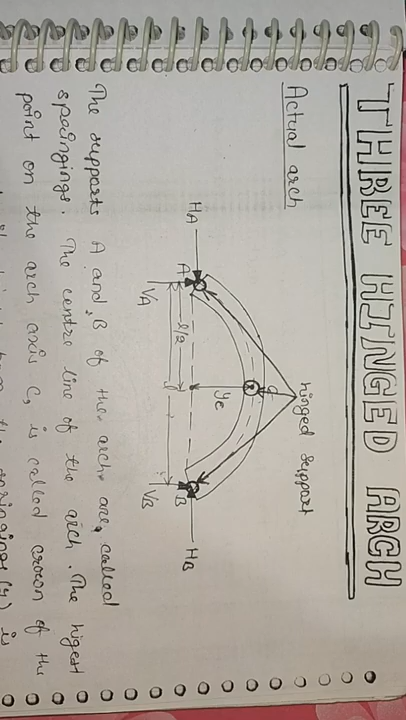 THREE HINGED ARCH
Actual arch
hinged support
C
yc
HA
A
l/2
B
HB
VA
VB
The supports A and B of the arch are called
spacingings. The centre line of the arch. The higest
point on the arch axis C, is called crown of the